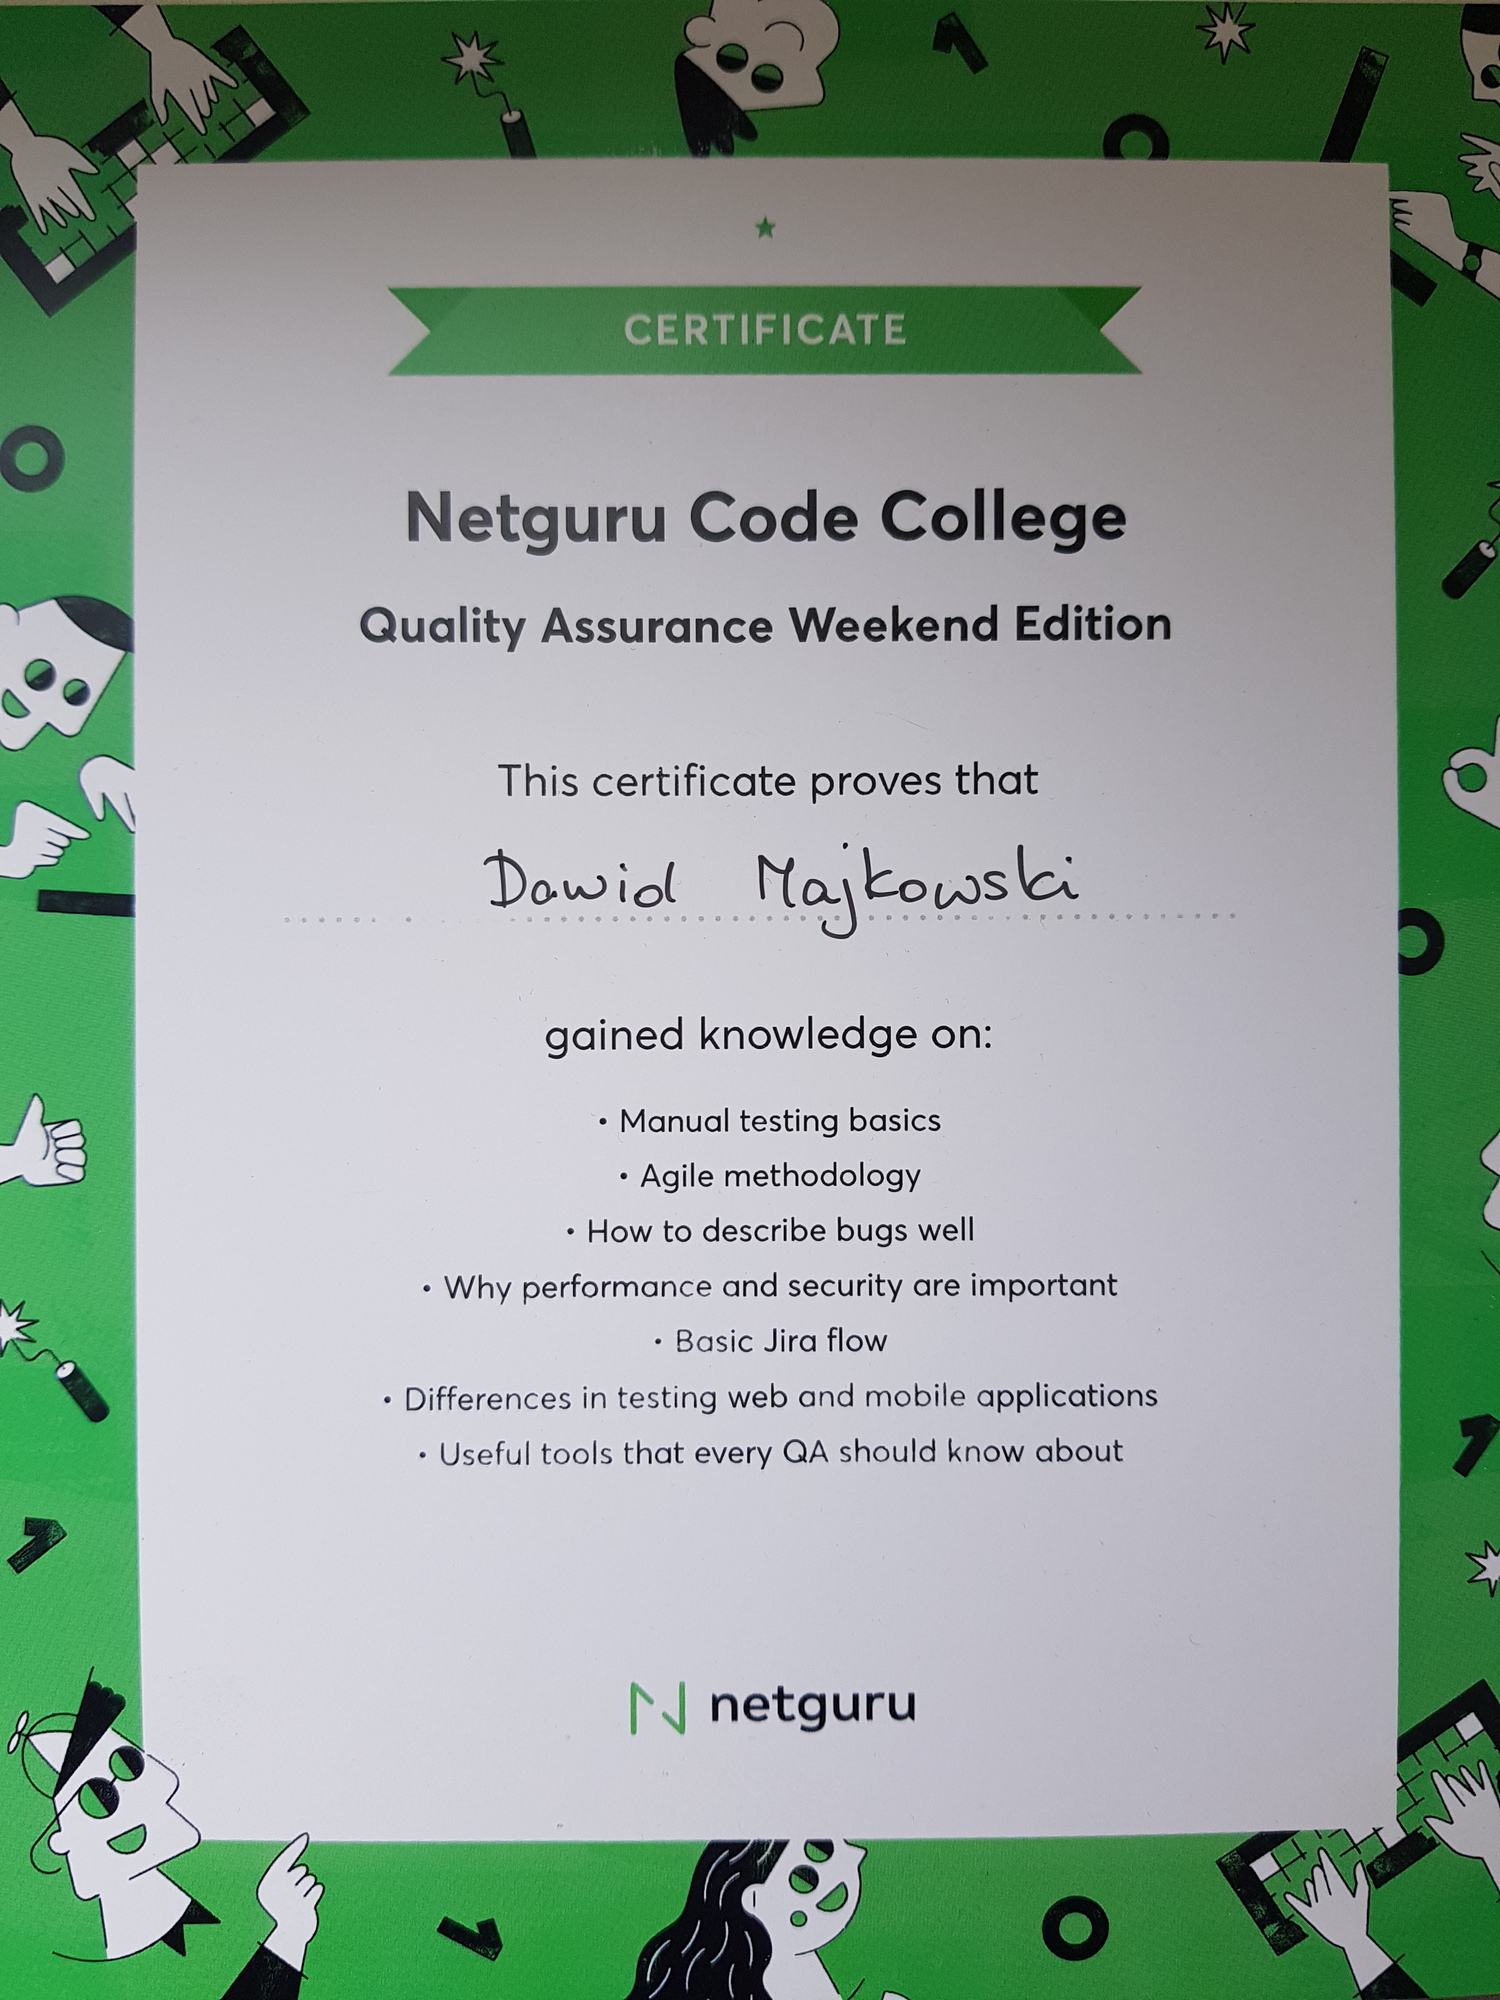 CERTIFICATE
Netguru Code College
Quality Assurance Weekend Edition
This certificate proves that
Dawid Majkowski
gained knowledge on:
• Manual testing basics
• Agile methodology
• How to describe bugs well
• Why performance and security are important
• Basic Jira flow
• Differences in testing web and mobile applications
• Useful tools that every QA should know about
netguru